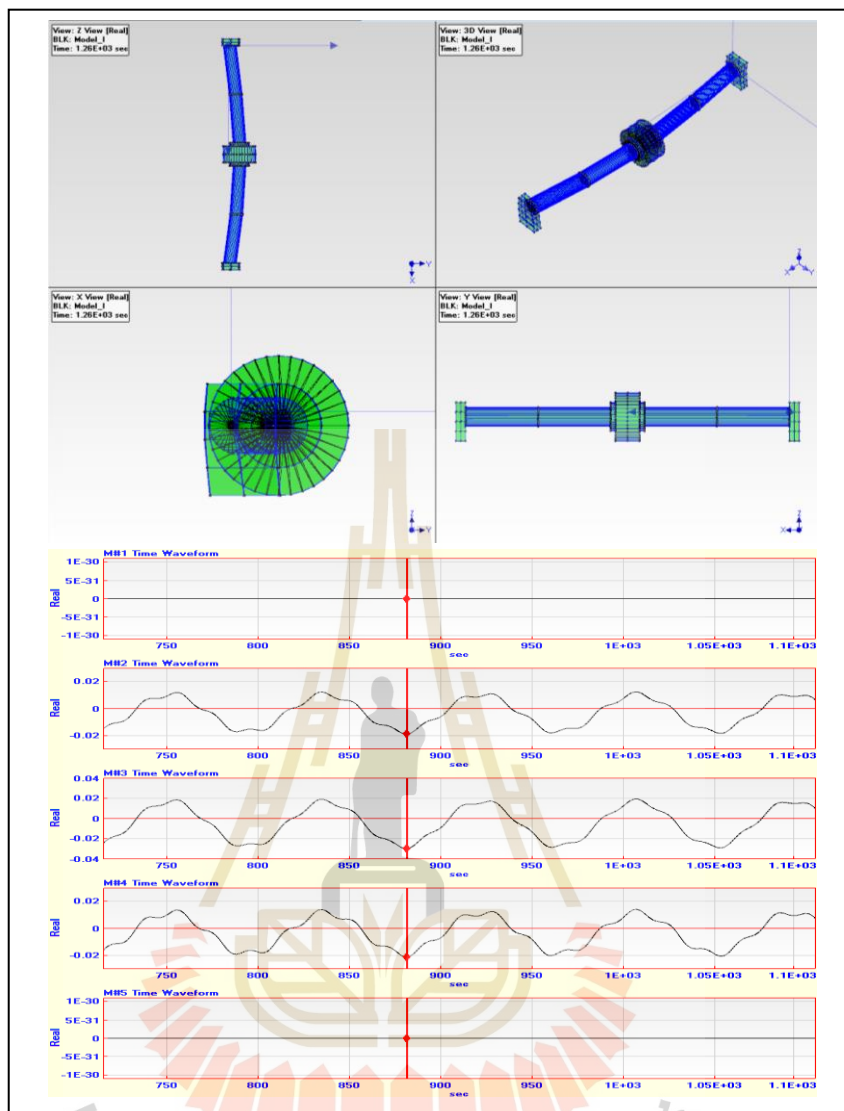 View: Z View [Real]
BLK: Model_I
Time: 1.26E+03 sec
Y
X
View: 3D View [Real]
BLK: Model_I
Time: 1.26E+03 sec
Z
X Y
View: X View [Real]
BLK: Model_I
Time: 1.26E+03 sec
Z
Y
View: Y View [Real]
BLK: Model_I
Time: 1.26E+03 sec
Z
X
M#1 Time Waveform
Real
1E-30
5E-31
0
-5E-31
-1E-30
750 800 850 900 950 1E+03 1.05E+03 1.1E+03
sec
M#2 Time Waveform
Real
0.02
0
-0.02
750 800 850 900 950 1E+03 1.05E+03 1.1E+03
sec
M#3 Time Waveform
Real
0.04
0.02
0
-0.02
-0.04
750 800 850 900 950 1E+03 1.05E+03 1.1E+03
sec
M#4 Time Waveform
Real
0.02
0
-0.02
750 800 850 900 950 1E+03 1.05E+03 1.1E+03
sec
M#5 Time Waveform
Real
1E-30
5E-31
0
-5E-31
-1E-30
750 800 850 900 950 1E+03 1.05E+03 1.1E+03
sec